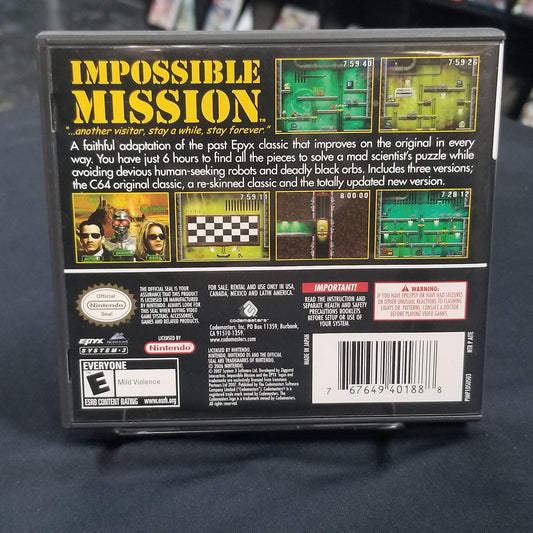 IMPOSSIBLE
MISSION™
"...another visitor, stay a while, stay forever."
7:59:40
7:59:26
A faithful adaptation of the past Epyx classic that improves on the original in every
way. You have just 6 hours to find all the pieces to solve a mad scientist's puzzle while
avoiding devious human-seeking robots and deadly black orbs. Includes three versions;
the C64 original classic, a re-skinned classic and the totally updated new version.
7:59:11
8:00:00
7:28:12
Official
Nintendo
Seal
THE OFFICIAL SEAL IS YOUR
ASSURANCE THAT THIS PRODUCT
IS LICENSED OR MANUFACTURED
BY NINTENDO. ALWAYS LOOK FOR
THIS SEAL WHEN BUYING VIDEO
GAME SYSTEMS, ACCESSORIES,
GAMES AND RELATED PRODUCTS.
EPYX
SYSTEM-3
LICENSED BY
Nintendo
EVERYONE
E
Mild Violence
ESRB CONTENT RATING
www.esrb.org
FOR SALE, RENTAL AND USE ONLY IN USA,
CANADA, MEXICO AND LATIN AMERICA.
codemasters
Codemasters, Inc, PO Box 11359, Burbank,
CA 91510-1359.
www.codemasters.com
LICENSED BY NINTENDO.
NINTENDO, NINTENDO DS AND THE OFFICIAL
SEAL ARE TRADEMARKS OF NINTENDO.
© 2006 NINTENDO.
IMPORTANT!
READ THE INSTRUCTION AND
SEPARATE HEALTH AND SAFETY
PRECAUTIONS BOOKLETS
BEFORE SETUP OR USE OF
YOUR SYSTEM.
WARNING:
IF YOU HAVE EPILEPSY OR HAVE HAD SEIZURES
OR OTHER UNUSUAL REACTIONS TO FLASHING
LIGHTS OR PATTERNS, CONSULT A DOCTOR
BEFORE PLAYING VIDEO GAMES.
MADE IN JAPAN
7 67649 40188 8